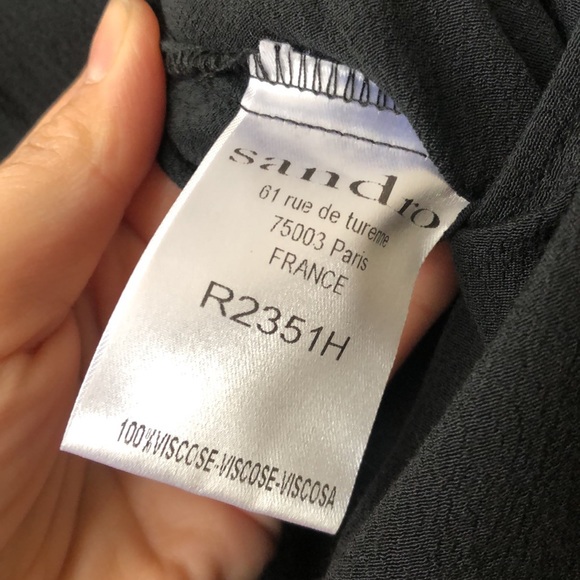 sandro
61 rue de turenne
75003 Paris
FRANCE
R2351H
100%VISCOSE-VISCOSE-VISCOSA